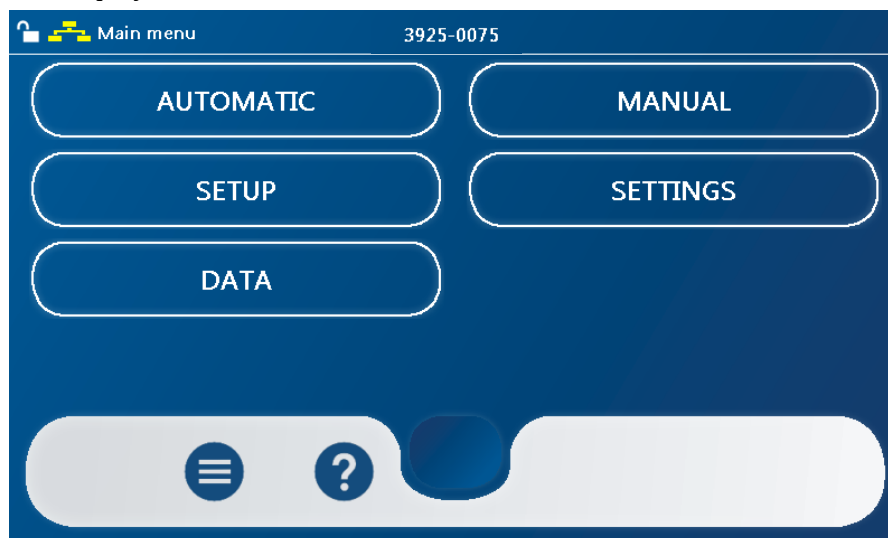 Main menu 3925-0075
AUTOMATIC MANUAL
SETUP SETTINGS
DATA
?